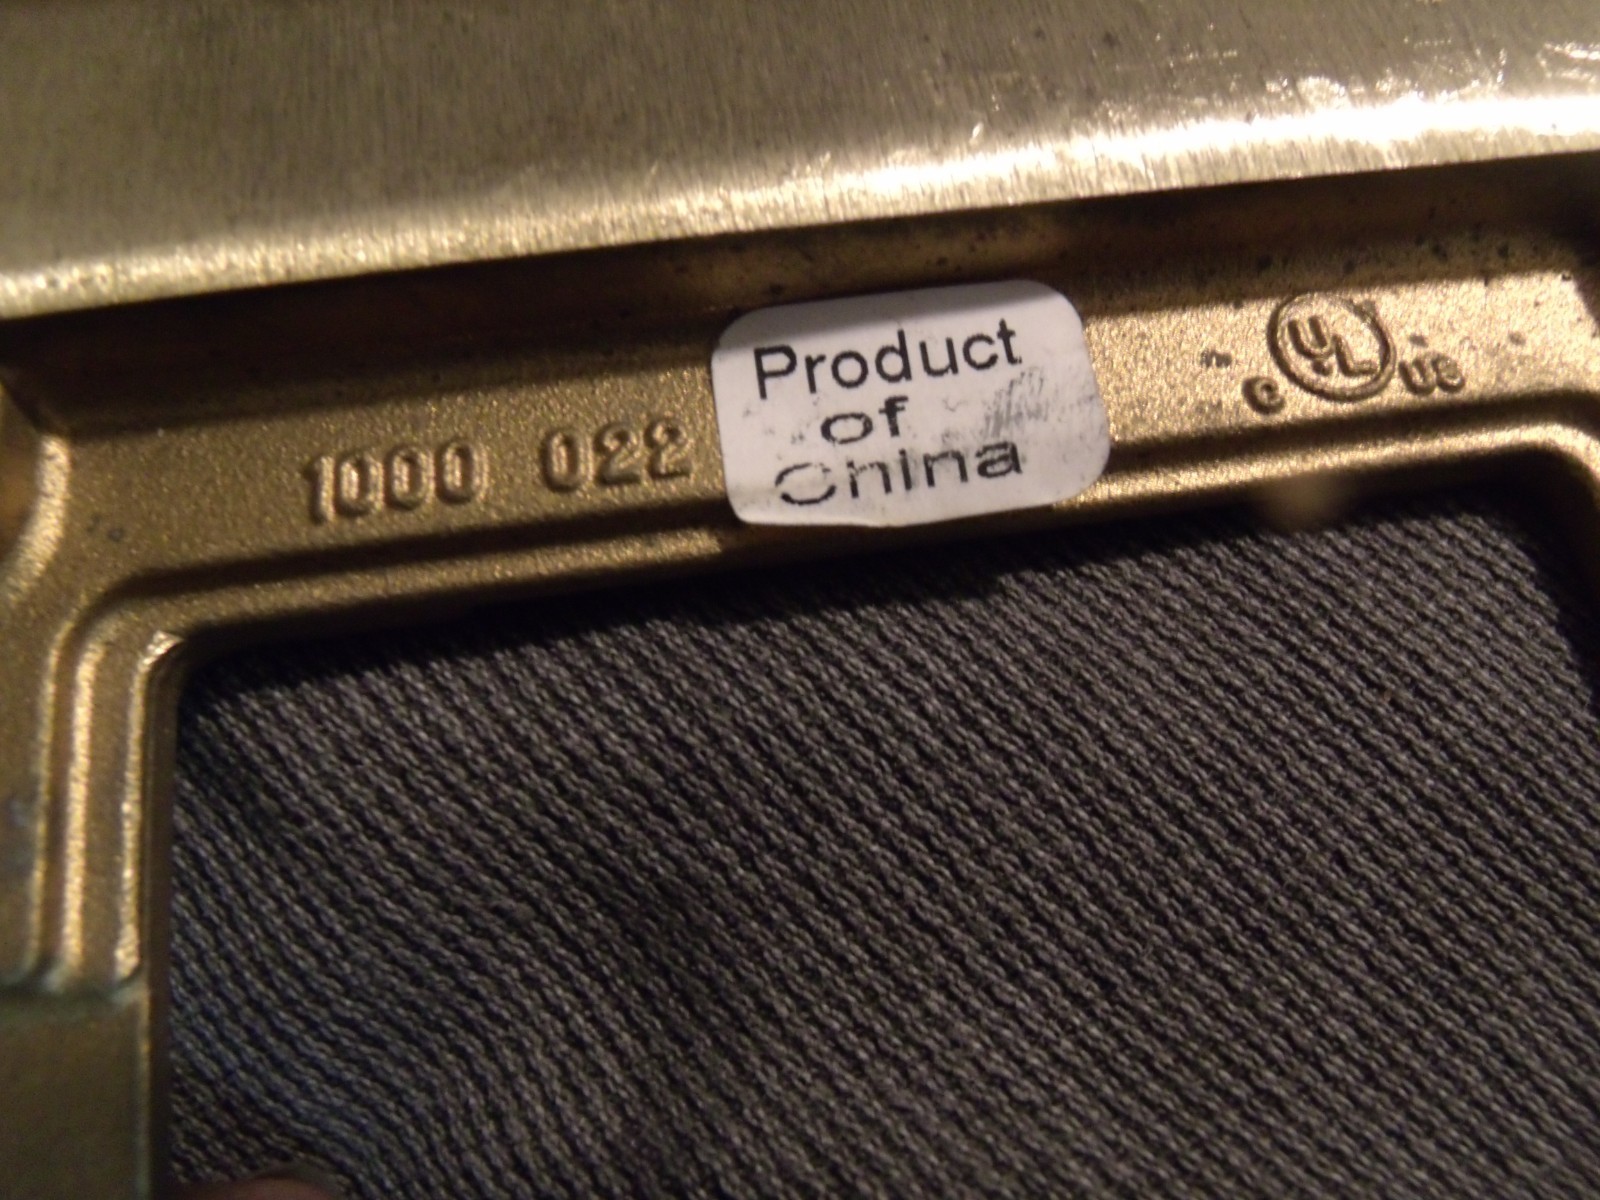 1000 022
Product
of
China
c UL us